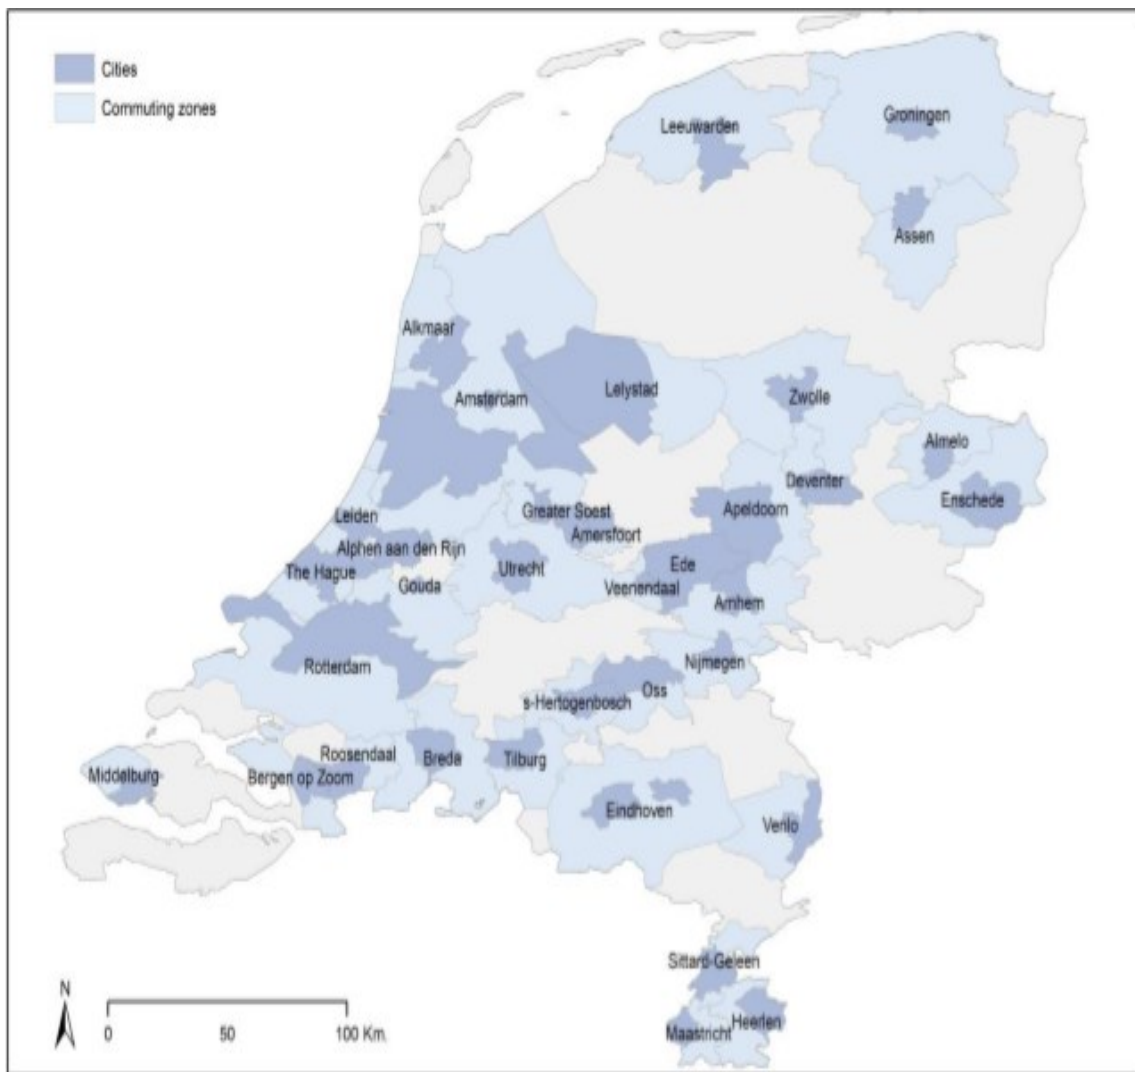 Cities
Commuting zones
Leeuwarden
Groningen
Assen
Alkmaar
Amsterdam
Lelystad
Zwolle
Almelo
Deventer
Enschede
Leiden
Greater Soest
Apeldoorn
Amersfoort
Alphen aan den Rijn
The Hague
Utrecht
Ede
Gouda
Veenendaal
Arnhem
Rotterdam
Nijmegen
Oss
s-Hertogenbosch
Roosendaal
Breda
Tilburg
Middelburg
Bergen op Zoom
Eindhoven
Venlo
Sittard-Geleen
Maastricht
Heerlen
N
0
50
100 Km.